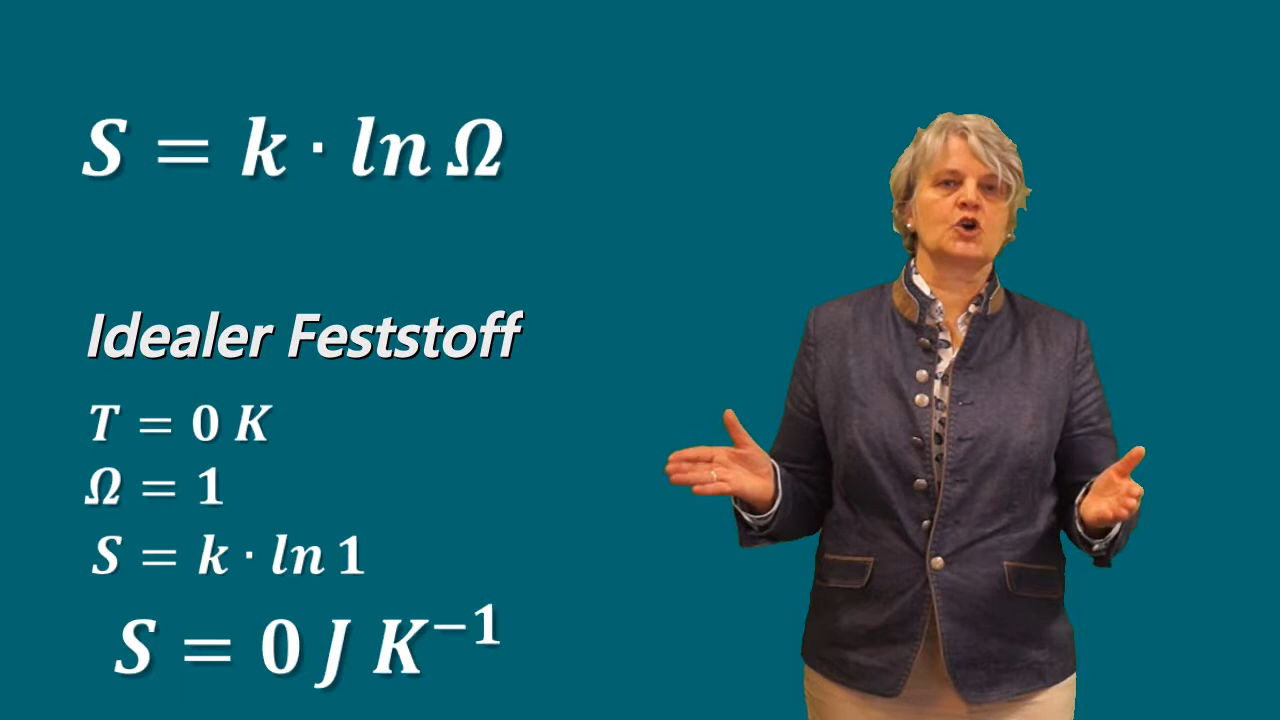 S = k · ln Ω
Idealer Feststoff
T = 0 K
Ω = 1
S = k · ln 1
S = 0 J K⁻¹